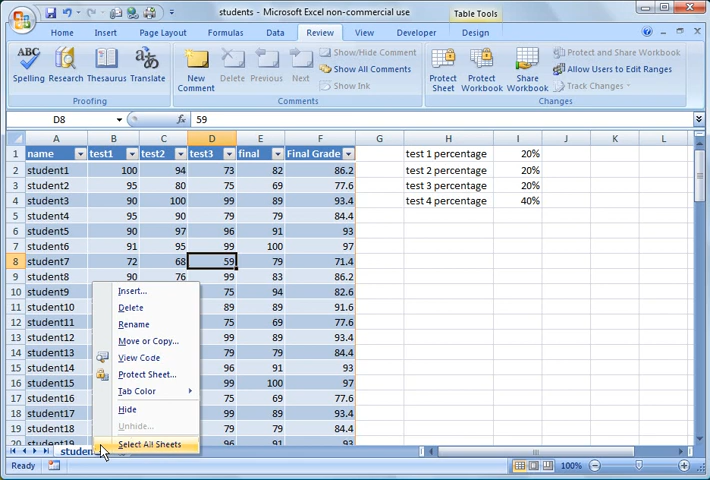 students - Microsoft Excel non-commercial use
Table Tools
Home Insert Page Layout Formulas Data Review View Developer Design
ABC
Spelling Research Thesaurus Translate
Proofing
New Comment Delete Previous Next
Show/Hide Comment
Show All Comments
Show Ink
Comments
Protect Sheet Protect Workbook Share Workbook
Protect and Share Workbook
Allow Users to Edit Ranges
Track Changes
Changes
D8 fx 59
A B C D E F G H I J K L
1 name test1 test2 test3 final Final Grade test 1 percentage 20%
2 student1 100 94 73 82 86.2 test 2 percentage 20%
3 student2 95 80 75 69 77.6 test 3 percentage 20%
4 student3 90 100 99 89 93.4 test 4 percentage 40%
5 student4 95 90 79 79 84.4
6 student5 90 97 96 91 93
7 student6 91 95 99 100 97
8 student7 72 68 59 79 71.4
9 student8 90 76 99 83 86.2
10 student9 75 94 82.6
11 student10 89 89 91.6
12 student11 75 69 77.6
13 student12 99 89 93.4
14 student13 79 79 84.4
15 student14 96 91 93
16 student15 99 100 97
17 student16 75 69 77.6
18 student17 99 89 93.4
19 student18 79 79 84.4
20 student19 96 91 93
Insert...
Delete
Rename
Move or Copy...
View Code
Protect Sheet...
Tab Color
Hide
Unhide...
Select All Sheets
studen
Ready 100%